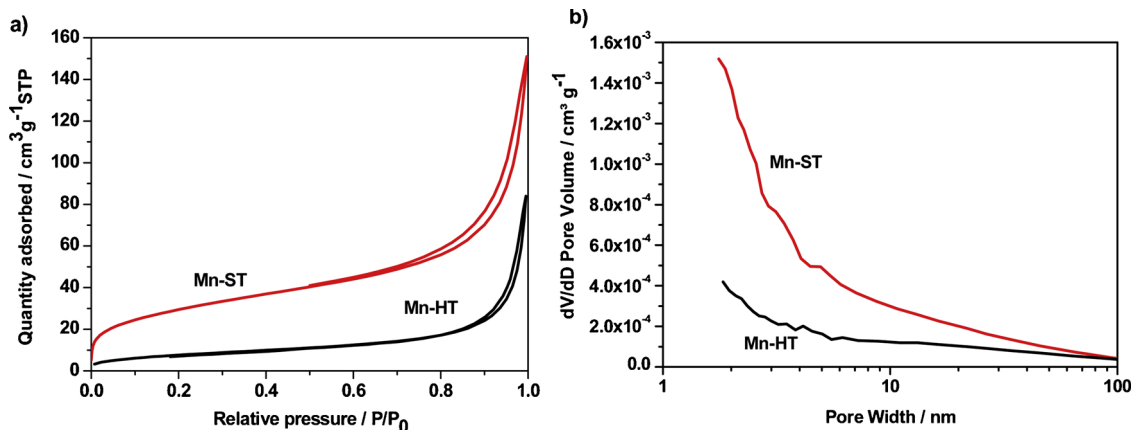 a)
160
140
120
100
80
60
40
20
0
Quantity adsorbed / cm³g⁻¹STP
Mn-ST
Mn-HT
0.0 0.2 0.4 0.6 0.8 1.0
Relative pressure / P/P₀
b)
1.6x10⁻³
1.4x10⁻³
1.2x10⁻³
1.0x10⁻³
8.0x10⁻⁴
6.0x10⁻⁴
4.0x10⁻⁴
2.0x10⁻⁴
0.0
dV/dD Pore Volume / cm³ g⁻¹
Mn-ST
Mn-HT
1 10 100
Pore Width / nm